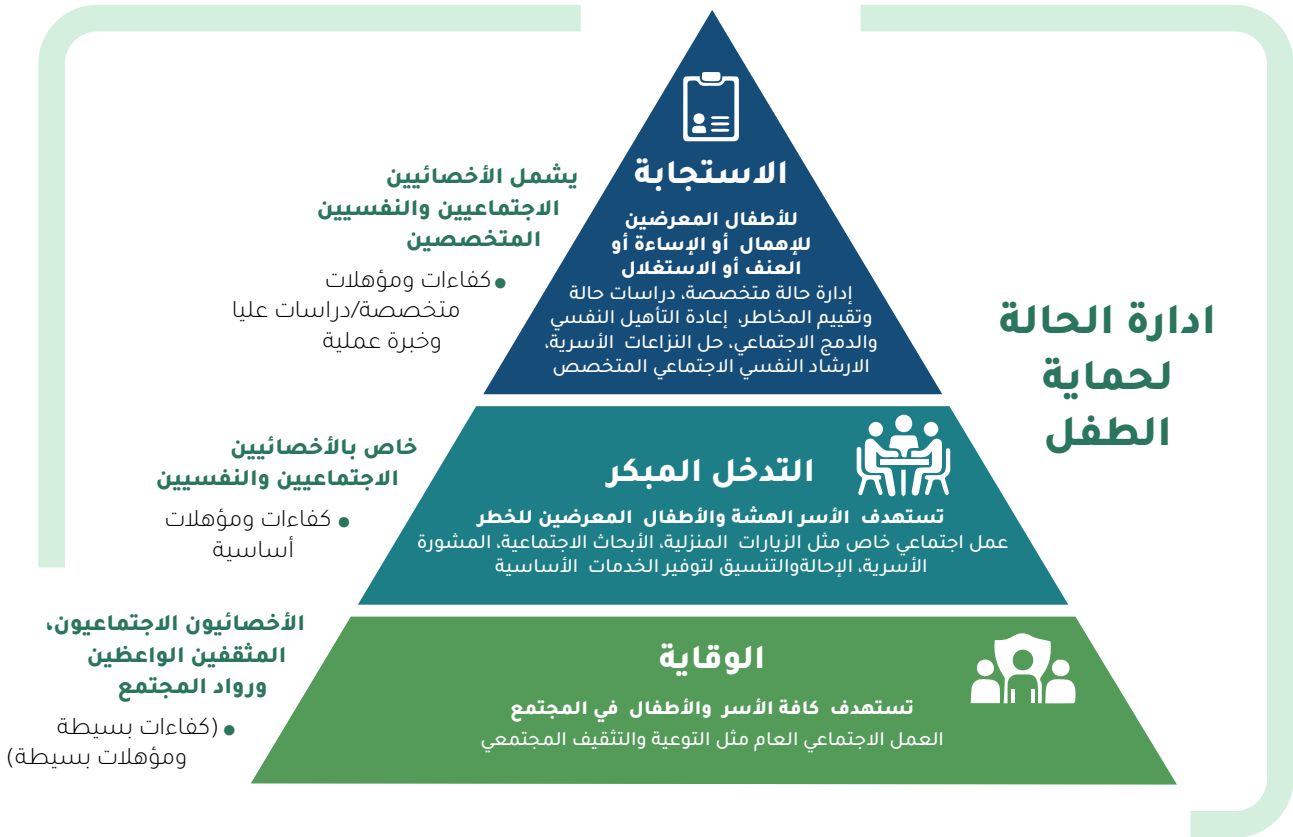 ادارة الحالة
لحماية
الطفل
الاستجابة
للأطفال المعرضين
للإهمال أو الإساءة أو
العنف أو الاستغلال
إدارة حالة متخصصة، دراسات حالة
وتقييم المخاطر، إعادة التأهيل النفسي
والدمج الاجتماعي، حل النزاعات الأسرية،
الارشاد النفسي الاجتماعي المتخصص
يشمل الأخصائيين
الاجتماعيين والنفسيين
المتخصصين
● كفاءات ومؤهلات
متخصصة/دراسات عليا
وخبرة عملية
التدخل المبكر
تستهدف الأسر الهشة والأطفال المعرضين للخطر
عمل اجتماعي خاص مثل الزيارات المنزلية، الأبحاث الاجتماعية، المشورة
الأسرية، الإحالةوالتنسيق لتوفير الخدمات الأساسية
خاص بالأخصائيين
الاجتماعيين والنفسيين
● كفاءات ومؤهلات
أساسية
الوقاية
تستهدف كافة الأسر والأطفال في المجتمع
العمل الاجتماعي العام مثل التوعية والتثقيف المجتمعي
الأخصائيون الاجتماعيون،
المثقفين الواعظين
ورواد المجتمع
● (كفاءات بسيطة
ومؤهلات بسيطة)